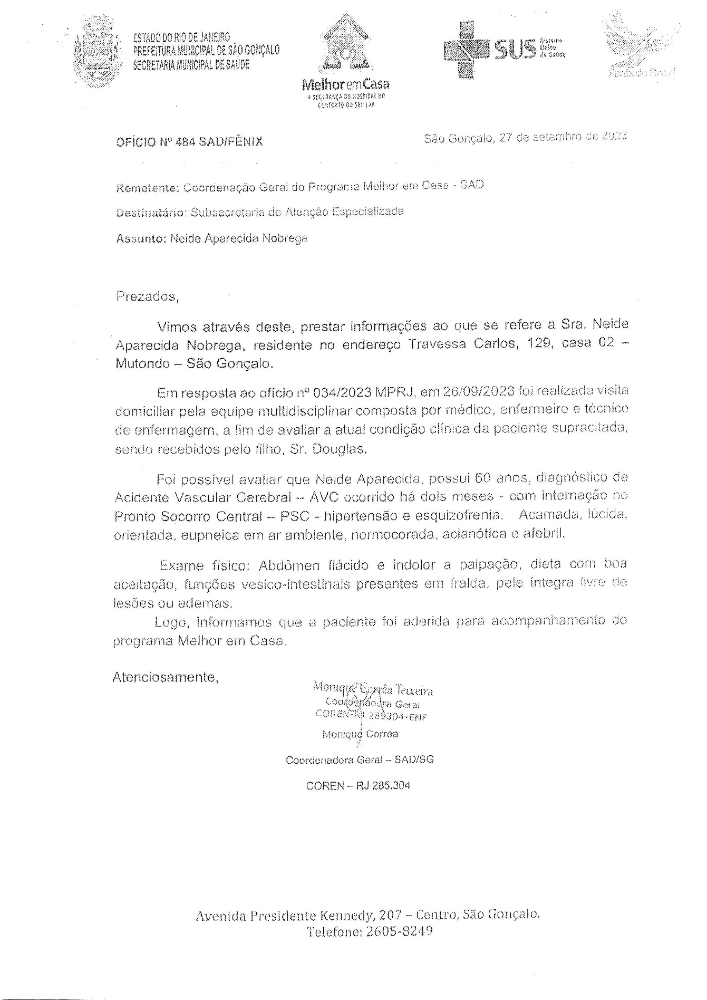 ESTADO DO RIO DE JANEIRO
PREFEITURA MUNICIPAL DE SÃO GONÇALO
SECRETARIA MUNICIPAL DE SAÚDE
Melhor em Casa
A SEGURANÇA DO HOSPITAL NO
CONFORTO DO SEU LAR
SUS Sistema
Único
de Saúde
Fenix do Brasil
OFÍCIO Nº 484 SAD/FÊNIX
São Gonçalo, 27 de setembro de 2023
Remetente: Coordenação Geral do Programa Melhor em Casa - SAD
Destinatário: Subsecretaria de Atenção Especializada
Assunto: Neide Aparecida Nobrega
Prezados,
Vimos através deste, prestar informações ao que se refere a Sra. Neide
Aparecida Nobrega, residente no endereço Travessa Carlos, 129, casa 02 –
Mutondo – São Gonçalo.
Em resposta ao ofício nº 034/2023 MPRJ, em 26/09/2023 foi realizada visita
domiciliar pela equipe multidisciplinar composta por médico, enfermeiro e técnico
de enfermagem, a fim de avaliar a atual condição clínica da paciente supracitada,
sendo recebidos pelo filho, Sr. Douglas.
Foi possível avaliar que Neide Aparecida, possui 60 anos, diagnóstico de
Acidente Vascular Cerebral – AVC ocorrido há dois meses - com internação no
Pronto Socorro Central – PSC - hipertensão e esquizofrenia. Acamada, lúcida,
orientada, eupneica em ar ambiente, normocorada, acianótica e afebril.
Exame físico: Abdômen flácido e indolor a palpação, dieta com boa
aceitação, funções vesico-intestinais presentes em fralda, pele íntegra livre de
lesões ou edemas.
Logo, informamos que a paciente foi aderida para acompanhamento do
programa Melhor em Casa.
Atenciosamente,
Monique Corrêa Teixeira
Coordenadora Geral
COREN-RJ 285304-ENF
Monique Correa
Coordenadora Geral – SAD/SG
COREN – RJ 285.304
Avenida Presidente Kennedy, 207 – Centro, São Gonçalo.
Telefone: 2605-8249